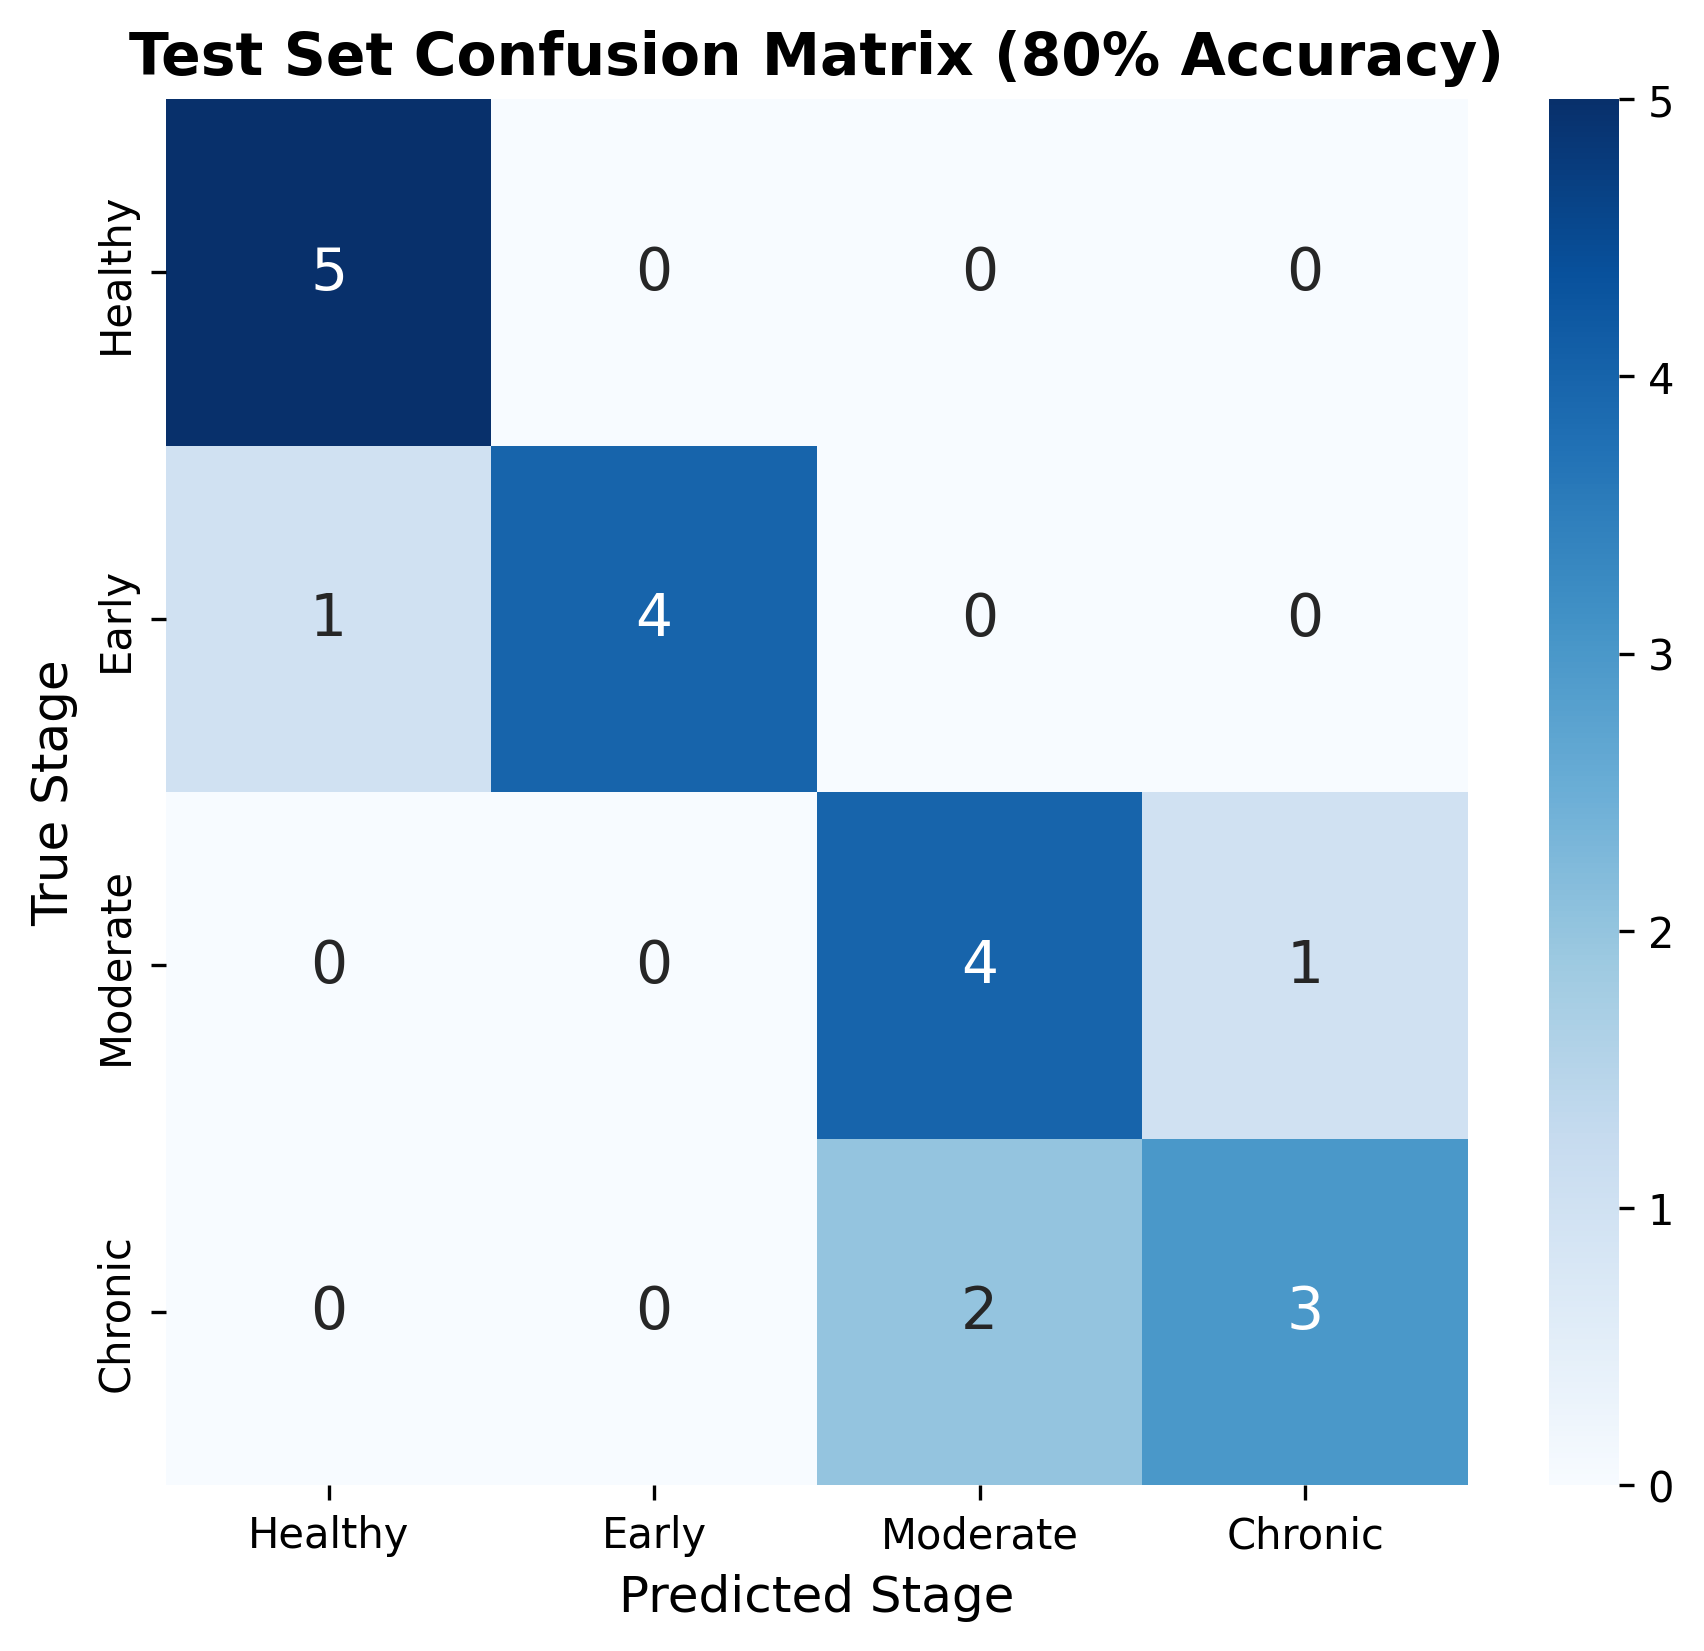 Test Set Confusion Matrix (80% Accuracy)
Healthy
5 0 0 0
Early
1 4 0 0
Moderate
0 0 4 1
Chronic
0 0 2 3
True Stage
Healthy Early Moderate Chronic
Predicted Stage
5
4
3
2
1
0